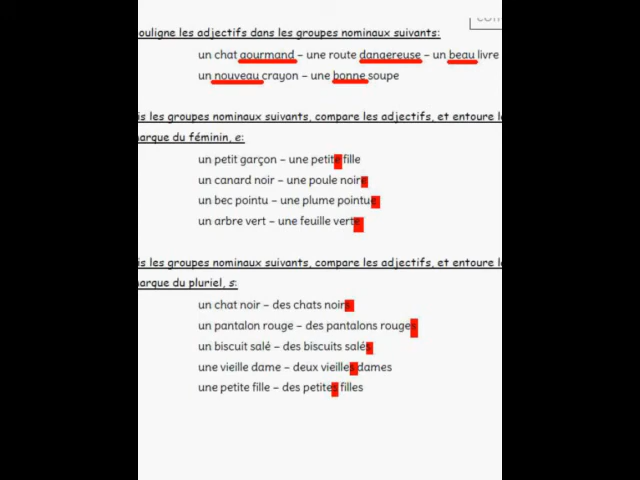 ouligne les adjectifs dans les groupes nominaux suivants:
un chat gourmand – une route dangereuse – un beau livre
un nouveau crayon – une bonne soupe
is les groupes nominaux suivants, compare les adjectifs, et entoure l
arque du féminin, e:
un petit garçon – une petite fille
un canard noir – une poule noire
un bec pointu – une plume pointue
un arbre vert – une feuille verte
is les groupes nominaux suivants, compare les adjectifs, et entoure l
arque du pluriel, s:
un chat noir – des chats noirs
un pantalon rouge – des pantalons rouges
un biscuit salé – des biscuits salés
une vieille dame – deux vieilles dames
une petite fille – des petites filles